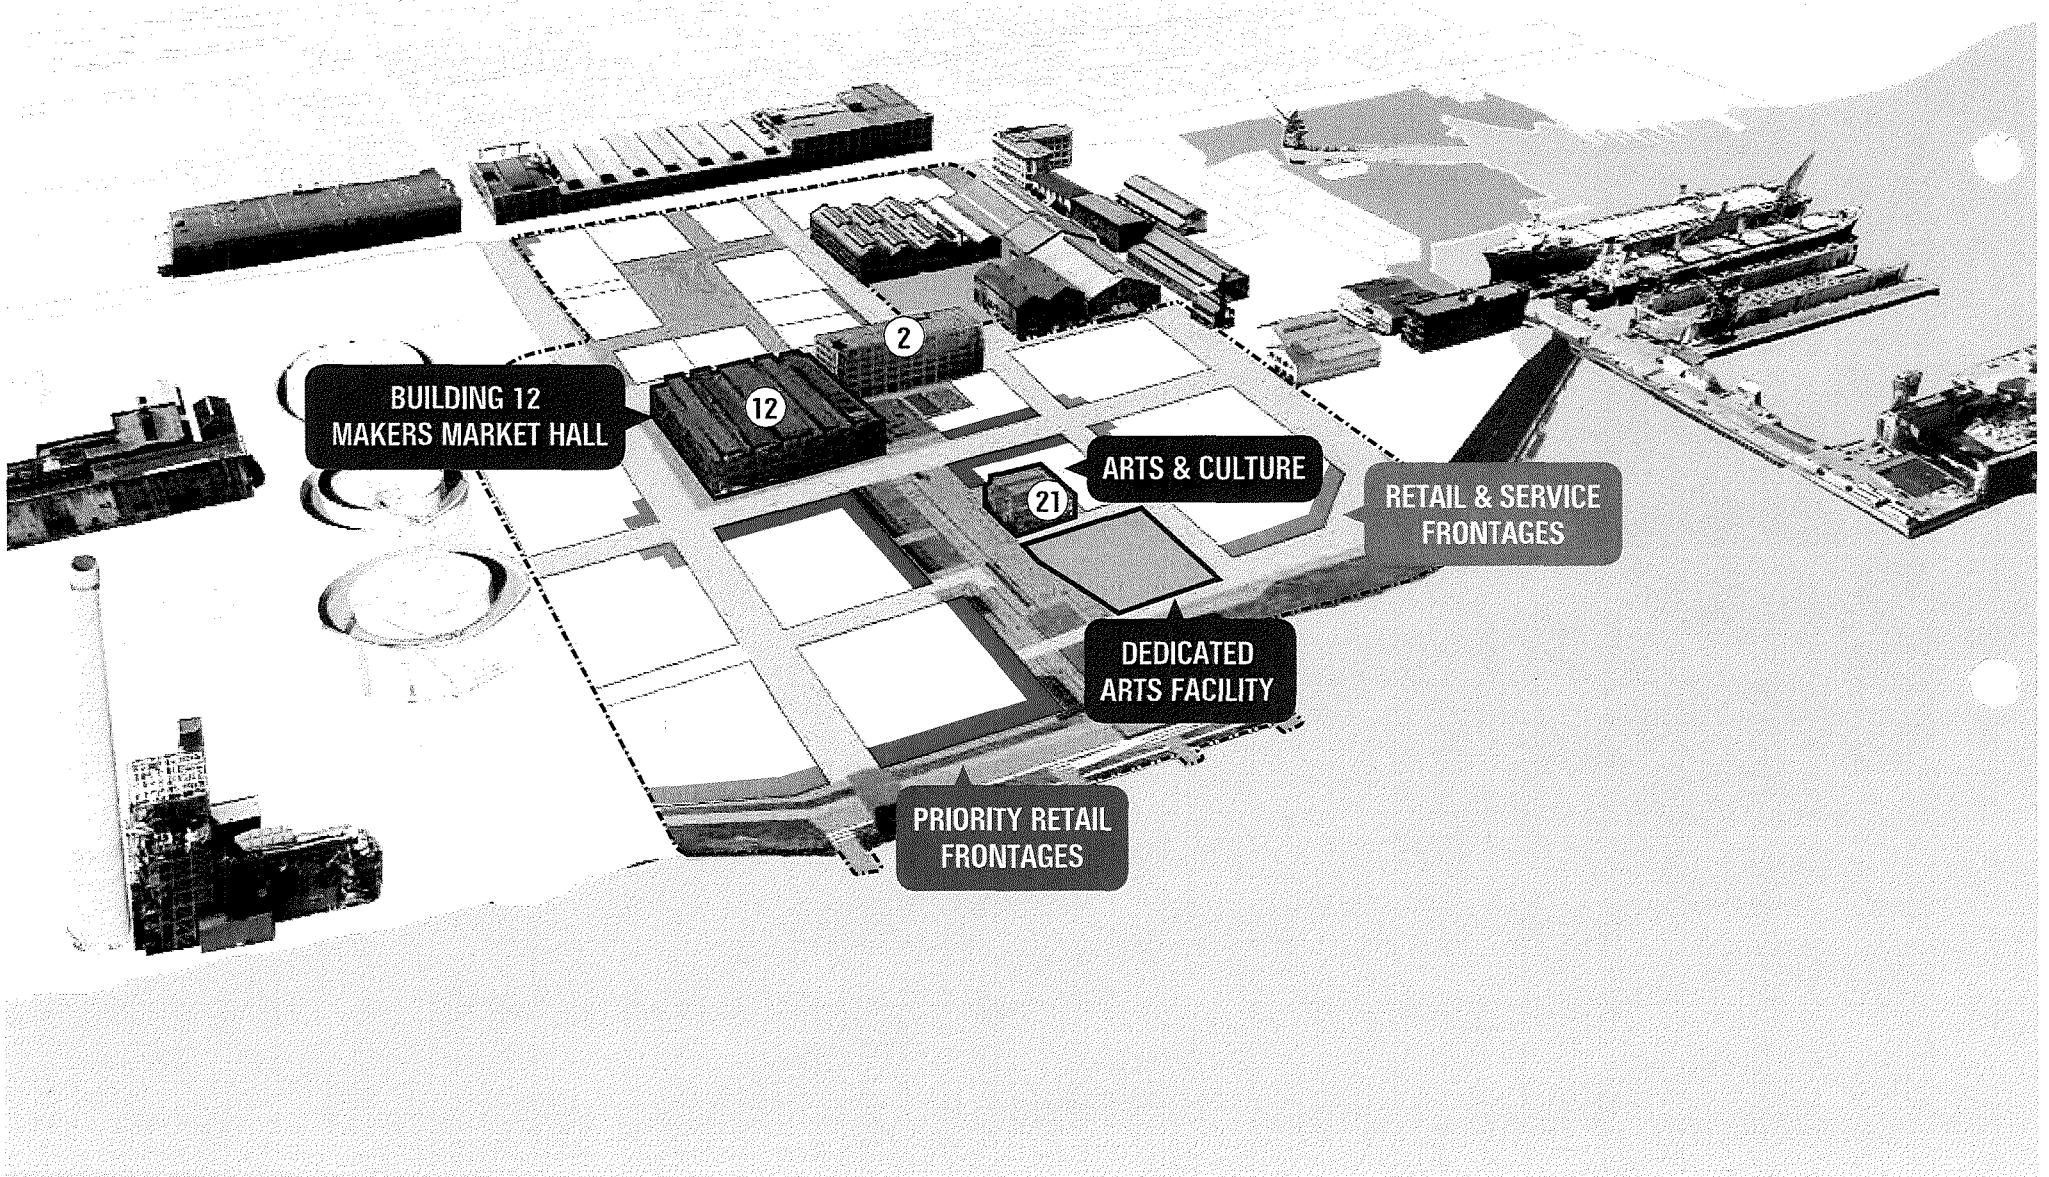 2
BUILDING 12
MAKERS MARKET HALL
12
ARTS & CULTURE
21
RETAIL & SERVICE
FRONTAGES
DEDICATED
ARTS FACILITY
PRIORITY RETAIL
FRONTAGES